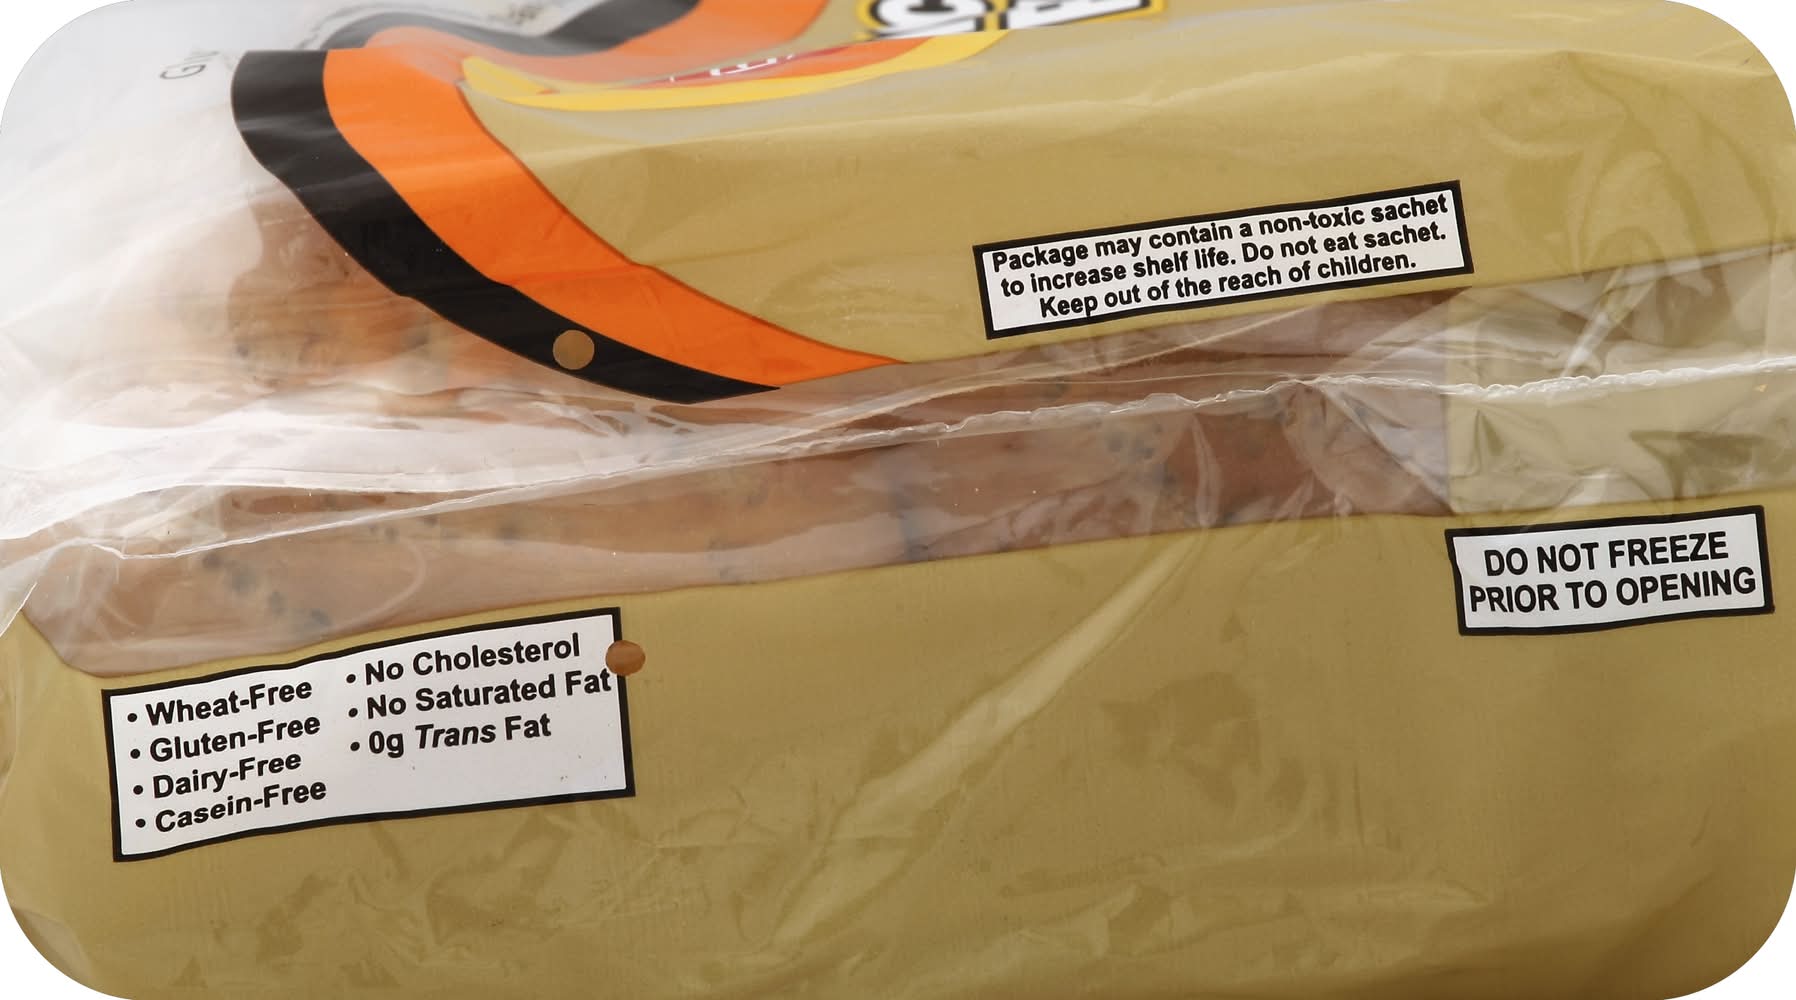 Package may contain a non-toxic sachet
to increase shelf life. Do not eat sachet.
Keep out of the reach of children.
DO NOT FREEZE
PRIOR TO OPENING
• Wheat-Free
• Gluten-Free
• Dairy-Free
• Casein-Free
• No Cholesterol
• No Saturated Fat
• 0g Trans Fat